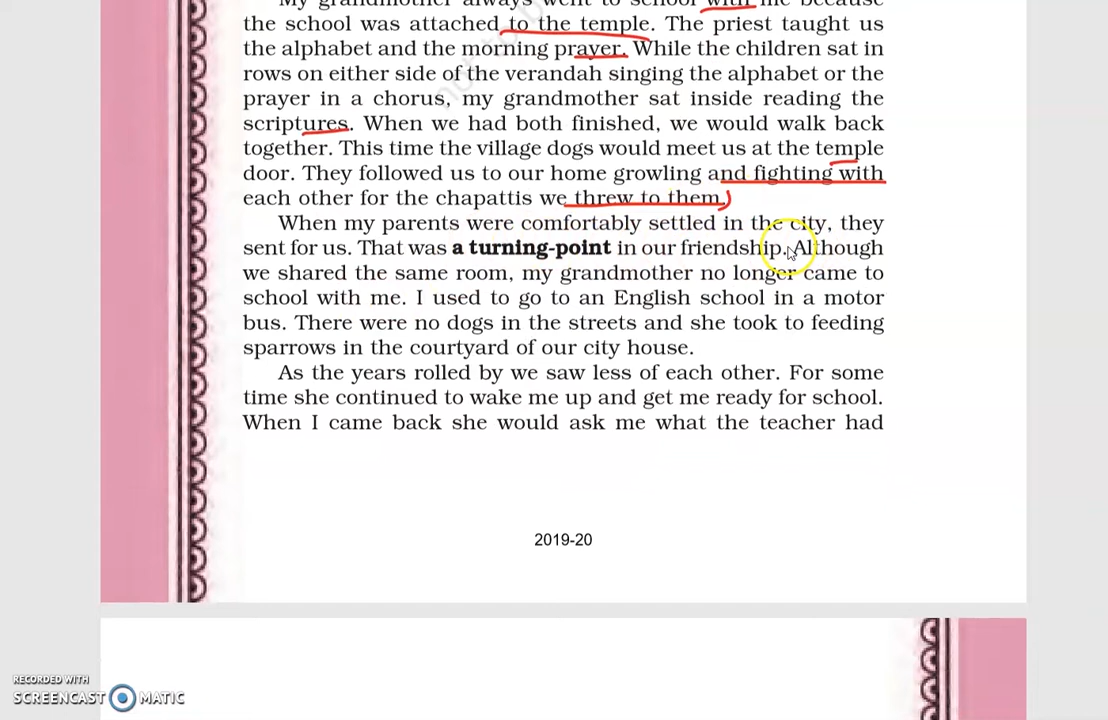 My grandmother always went to school with me because
the school was attached to the temple. The priest taught us
the alphabet and the morning prayer. While the children sat in
rows on either side of the verandah singing the alphabet or the
prayer in a chorus, my grandmother sat inside reading the
scriptures. When we had both finished, we would walk back
together. This time the village dogs would meet us at the temple
door. They followed us to our home growling and fighting with
each other for the chapattis we threw to them.
When my parents were comfortably settled in the city, they
sent for us. That was a turning-point in our friendship. Although
we shared the same room, my grandmother no longer came to
school with me. I used to go to an English school in a motor
bus. There were no dogs in the streets and she took to feeding
sparrows in the courtyard of our city house.
As the years rolled by we saw less of each other. For some
time she continued to wake me up and get me ready for school.
When I came back she would ask me what the teacher had
2019-20
RECORDED WITH
SCREENCAST MATIC